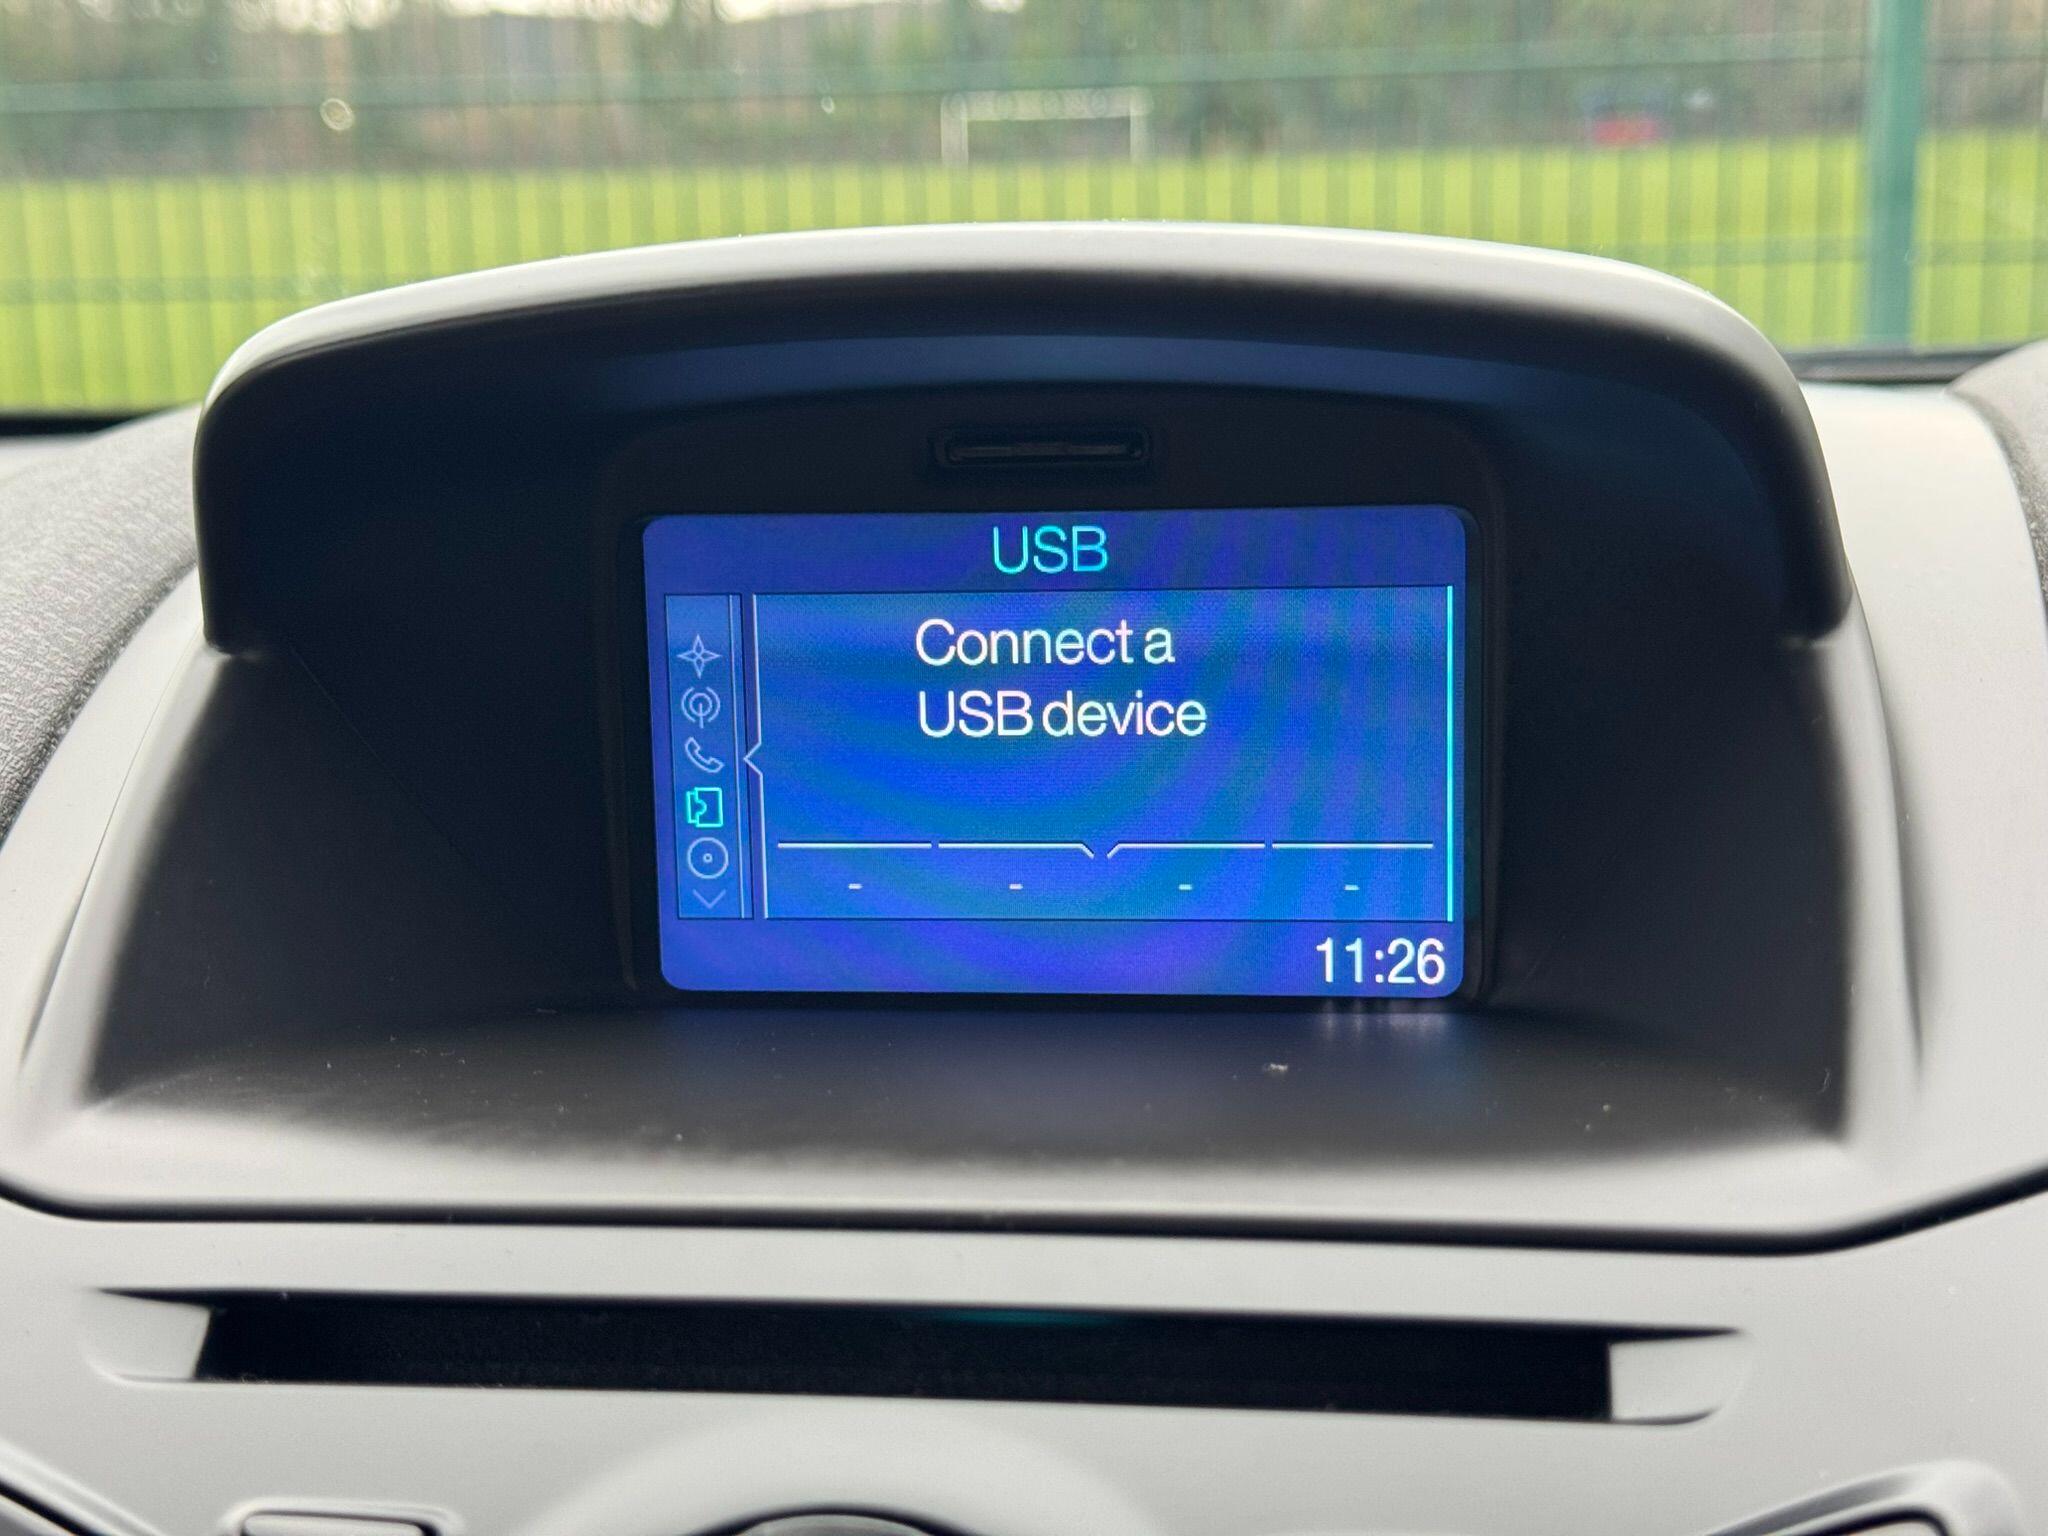 USB
Connect a
USB device
- - - -
11:26